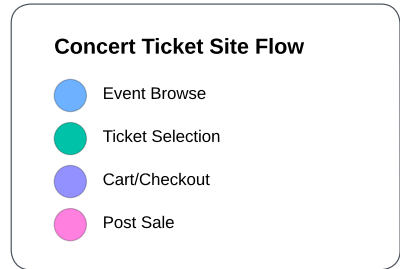 Concert Ticket Site Flow
Event Browse
Ticket Selection
Cart/Checkout
Post Sale